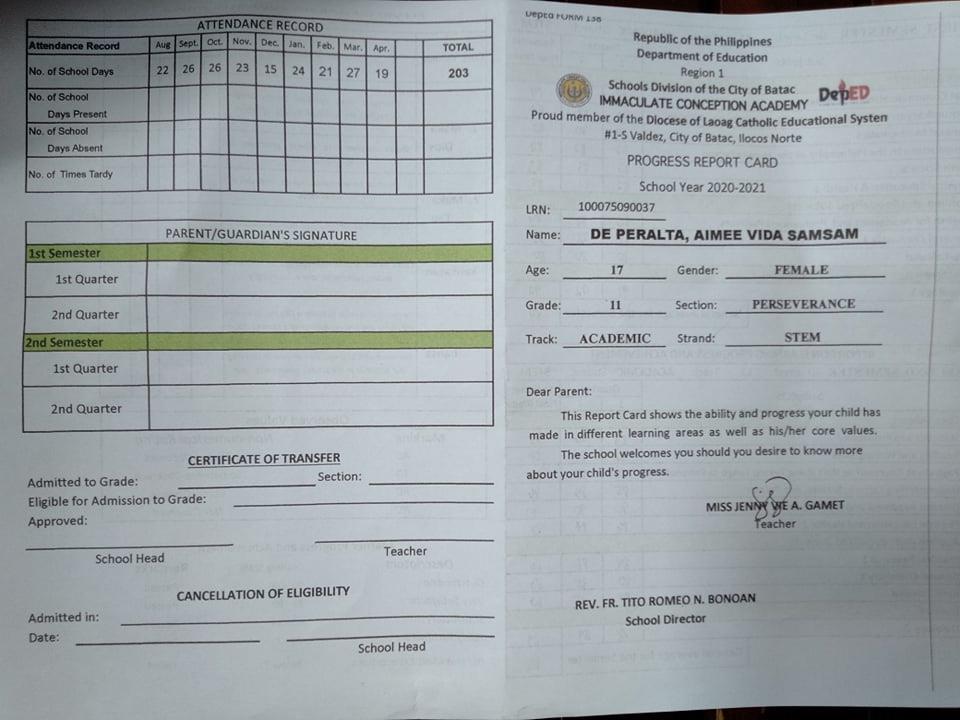 ATTENDANCE RECORD
Attendance Record Aug Sept. Oct. Nov. Dec. Jan. Feb. Mar. Apr. TOTAL
No. of School Days 22 26 26 23 15 24 21 27 19 203
No. of School
Days Present
No. of School
Days Absent
No. of Times Tardy
PARENT/GUARDIAN'S SIGNATURE
1st Semester
1st Quarter
2nd Quarter
2nd Semester
1st Quarter
2nd Quarter
CERTIFICATE OF TRANSFER
Admitted to Grade: Section:
Eligible for Admission to Grade:
Approved:
School Head Teacher
CANCELLATION OF ELIGIBILITY
Admitted in:
Date:
School Head
DepEd FORM 138
Republic of the Philippines
Department of Education
Region 1
Schools Division of the City of Batac
IMMACULATE CONCEPTION ACADEMY
DepED
Proud member of the Diocese of Laoag Catholic Educational System
#1-S Valdez, City of Batac, Ilocos Norte
PROGRESS REPORT CARD
School Year 2020-2021
LRN: 100075090037
Name: DE PERALTA, AIMEE VIDA SAMSAM
Age: 17 Gender: FEMALE
Grade: 11 Section: PERSEVERANCE
Track: ACADEMIC Strand: STEM
Dear Parent:
This Report Card shows the ability and progress your child has
made in different learning areas as well as his/her core values.
The school welcomes you should you desire to know more
about your child's progress.
MISS JENNY WE A. GAMET
Teacher
REV. FR. TITO ROMEO N. BONOAN
School Director